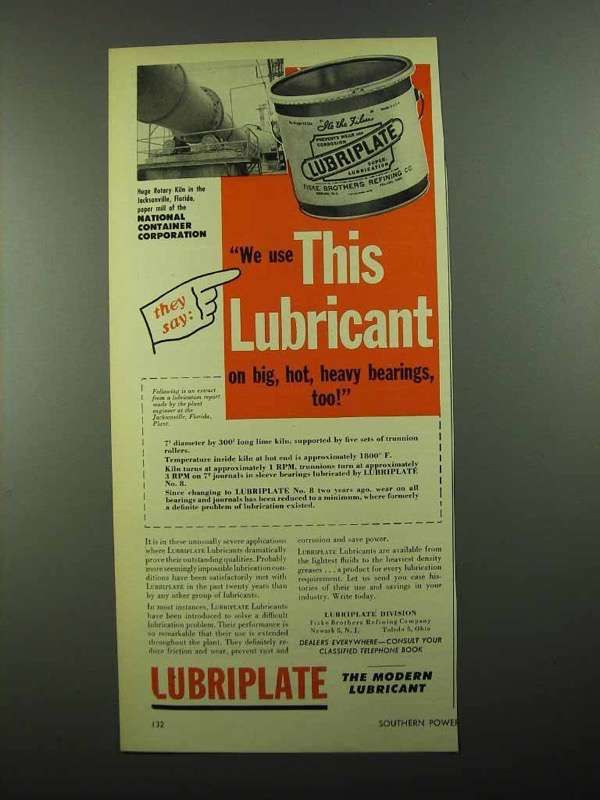 "It's the Film"
PREVENTS WEAR AND
CORROSION
LUBRIPLATE
SUPER
LUBRICATION
FISKE BROTHERS REFINING CO.
NEWARK, N.J. TOLEDO, OHIO
Huge Rotary Kiln in the
Jacksonville, Florida,
paper mill of the
NATIONAL
CONTAINER
CORPORATION
"We use This
Lubricant
on big, hot, heavy bearings,
too!"
they
say:
Following is an extract
from a lubrication report
made by the plant
engineer at the
Jacksonville, Florida,
Plant.
7' diameter by 300' long lime kiln, supported by five sets of trunnion
rollers.
Temperature inside kiln at hot end is approximately 1800° F.
Kiln turns at approximately 1 RPM, trunnions turn at approximately
3 RPM on 7" journals in sleeve bearings lubricated by LUBRIPLATE
No. 8.
Since changing to LUBRIPLATE No. 8 two years ago, wear on all
bearings and journals has been reduced to a minimum, where formerly
a definite problem of lubrication existed.
It is in these unusually severe applications
where LUBRIPLATE Lubricants dramatically
prove their outstanding qualities. Probably
more seemingly impossible lubrication con-
ditions have been satisfactorily met with
LUBRIPLATE in the past twenty years than
by any other group of lubricants.
In most instances, LUBRIPLATE Lubricants
have been introduced to solve a difficult
lubrication problem. Their performance is
so remarkable that their use is extended
throughout the plant. They definitely re-
duce friction and wear, prevent rust and
corrosion and save power.
LUBRIPLATE Lubricants are available from
the lightest fluids to the heaviest density
greases . . . a product for every lubrication
requirement. Let us send you case his-
tories of their use and savings in your
industry. Write today.
LUBRIPLATE DIVISION
Fiske Brothers Refining Company
Newark 5, N. J. Toledo 5, Ohio
DEALERS EVERYWHERE—CONSULT YOUR
CLASSIFIED TELEPHONE BOOK
LUBRIPLATE
THE MODERN
LUBRICANT
132
SOUTHERN POWER